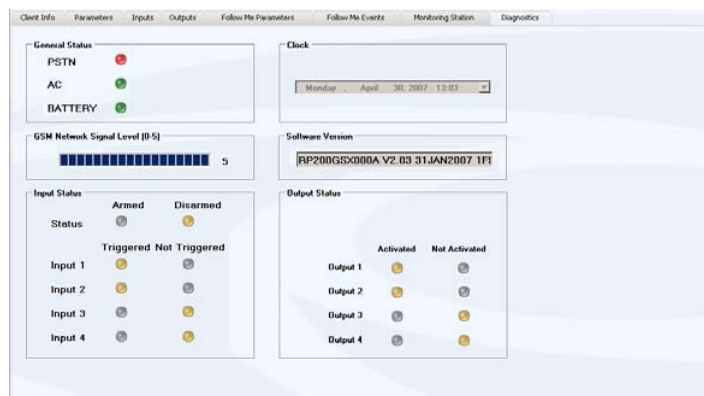 Client Info Parameters Inputs Outputs Follow Me Parameters Follow Me Events Monitoring Station Diagnostics
General Status
PSTN
AC
BATTERY
Clock
Monday , April 30, 2007 - 13:03
GSM Network Signal Level (0-5)
5
Software Version
RP200GSX000A V2.03 31JAN2007
Input Status
Armed Disarmed
Status
Triggered Not Triggered
Input 1
Input 2
Input 3
Input 4
Output Status
Activated Not Activated
Output 1
Output 2
Output 3
Output 4